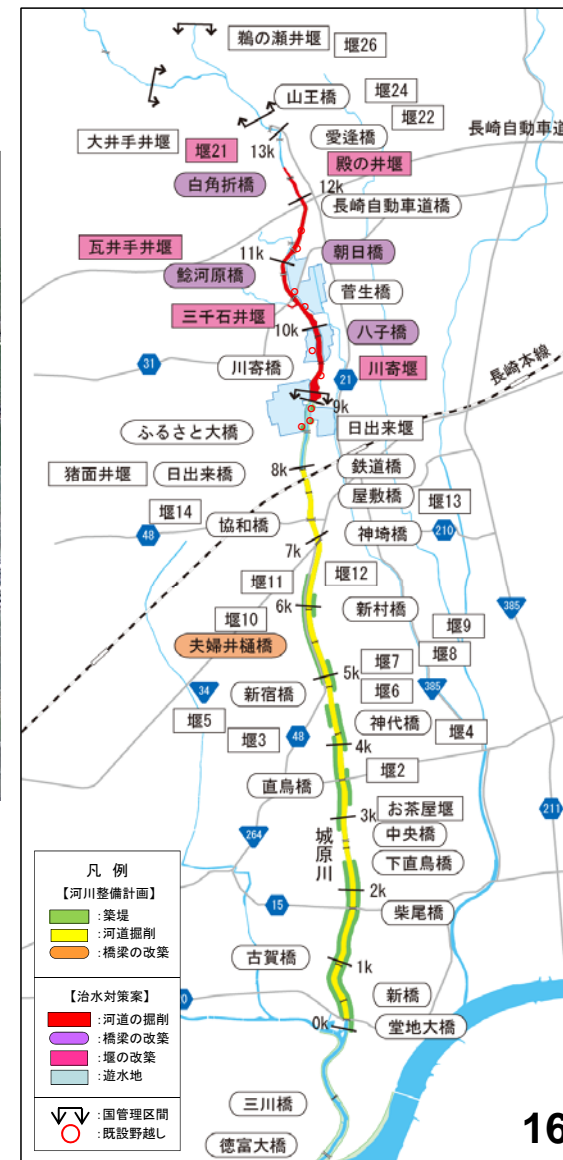 鵜の瀬井堰
堰26
山王橋
堰24
堰22
大井手井堰
13k
愛逢橋
長崎自動車道
堰21
殿の井堰
白角折橋
12k
長崎自動車道橋
瓦井手井堰
11k
朝日橋
鯰河原橋
菅生橋
三千石井堰
10k
八子橋
31
川寄橋
21
川寄堰
長崎本線
9k
ふるさと大橋
日出来堰
猪面井堰
日出来橋
8k
鉄道橋
屋敷橋
堰13
堰14
協和橋
48
7k
神埼橋
210
堰11
堰12
385
堰10
6k
新村橋
堰9
夫婦井樋橋
堰7
堰8
5k
34
新宿橋
堰6
385
堰5
堰3
48
神代橋
堰4
4k
堰2
直鳥橋
211
3k
お茶屋堰
264
城原川
中央橋
下直鳥橋
2k
15
柴尾橋
古賀橋
1k
新橋
0
0k
堂地大橋
三川橋
徳富大橋
凡 例
【河川整備計画】
:築堤
:河道掘削
:橋梁の改築
【治水対策案】
:河道の掘削
:橋梁の改築
:堰の改築
:遊水地
:国管理区間
:既設野越し
16